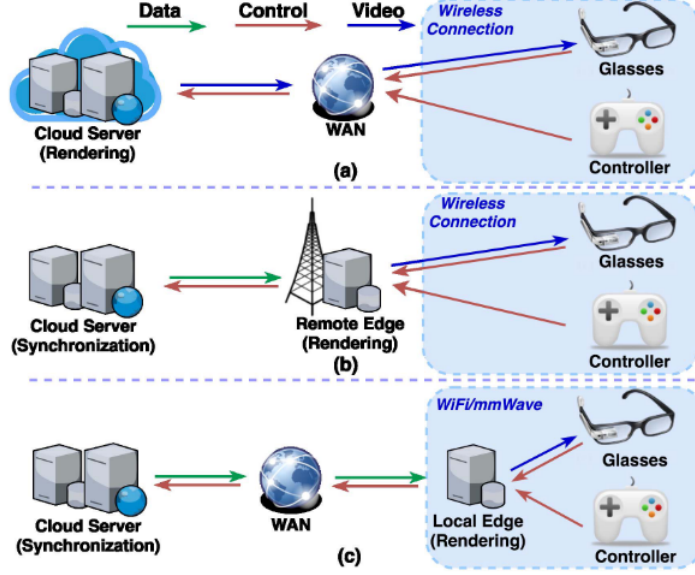 Data
Control
Video
Wireless
Connection
Glasses
Cloud Server
(Rendering)
WAN
Controller
(a)
Wireless
Connection
Glasses
Cloud Server
(Synchronization)
Remote Edge
(Rendering)
Controller
(b)
WiFi/mmWave
Glasses
Cloud Server
(Synchronization)
WAN
Local Edge
(Rendering)
Controller
(c)